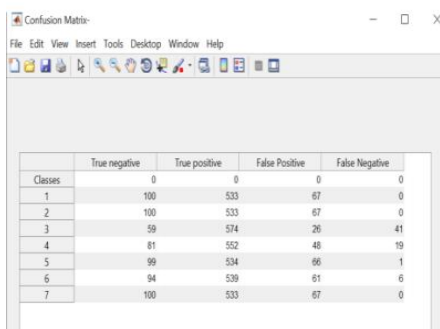 Confusion Matrix-
File Edit View Insert Tools Desktop Window Help
True negative True positive False Positive False Negative
Classes 0 0 0 0
1 100 533 67 0
2 100 533 67 0
3 59 574 26 41
4 81 552 48 19
5 99 534 66 1
6 94 539 61 6
7 100 533 67 0